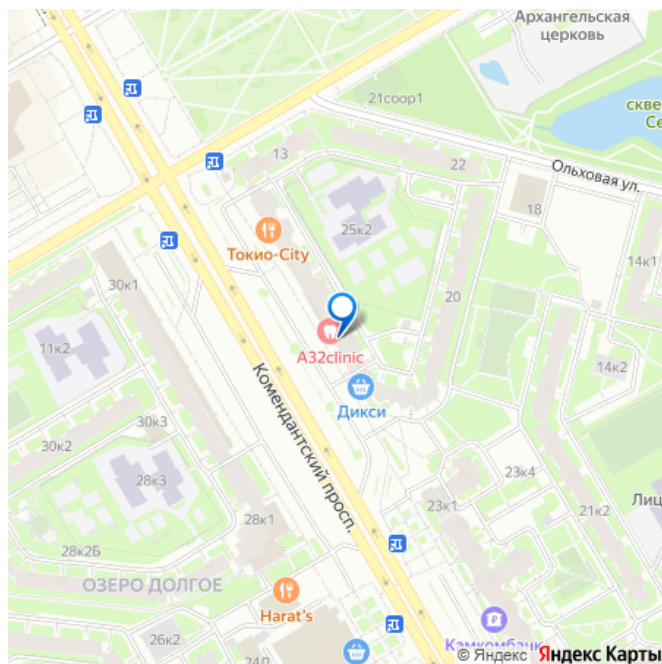 Архангельская
церковь
21соор1
скве
Се
13
22
Ольховая ул.
18
Токио-City
25к2
14к1
30к1
20
A32clinic
11к2
14к2
Дикси
Комендантский просп.
30к3
30к2
23к4
28к3
23к1
Лиц
21к2
28к1
28к2Б
ОЗЕРО ДОЛГОЕ
Harat's
26к2
24Д
Камкомбанк
© Яндекс Яндекс Карты